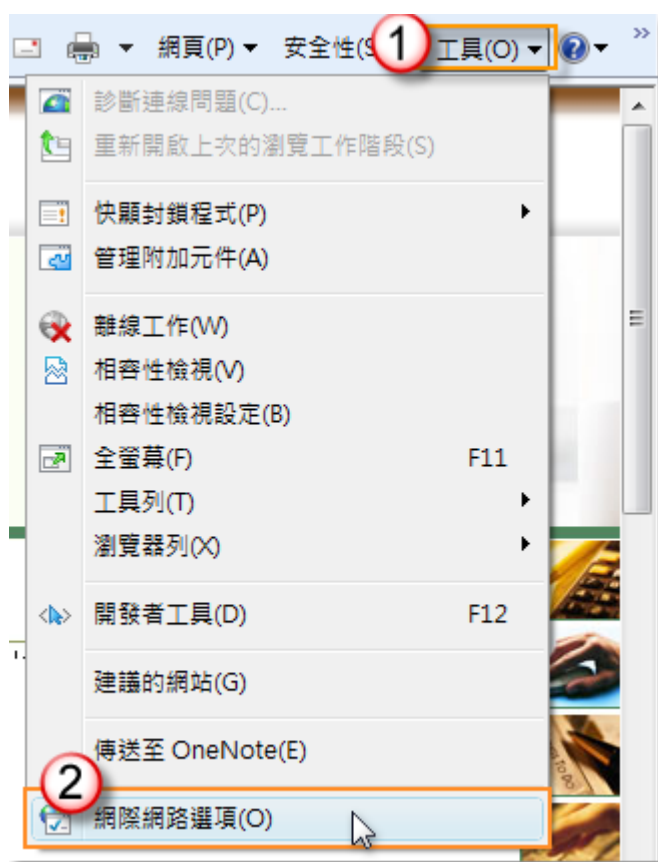 網頁(P) 安全性(S 1 工具(O)
診斷連線問題(C)...
重新開啟上次的瀏覽工作階段(S)
快顯封鎖程式(P)
管理附加元件(A)
離線工作(W)
相容性檢視(V)
相容性檢視設定(B)
全螢幕(F) F11
工具列(T)
瀏覽器列(X)
開發者工具(D) F12
建議的網站(G)
傳送至 OneNote(E)
2
網際網路選項(O)